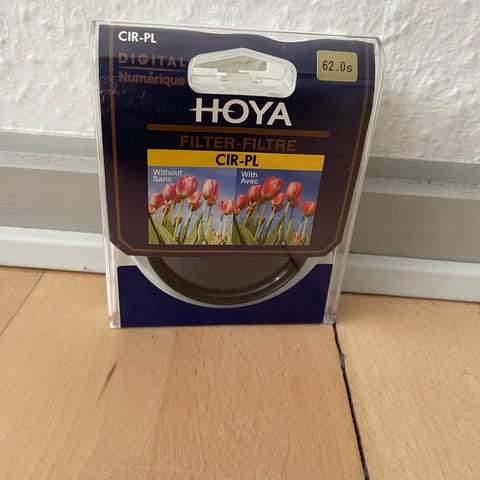 CIR-PL
DIGITAL
Numérique
62.0s
HOYA
FILTER-FILTRE
CIR-PL
Without
Sans
With
Avec